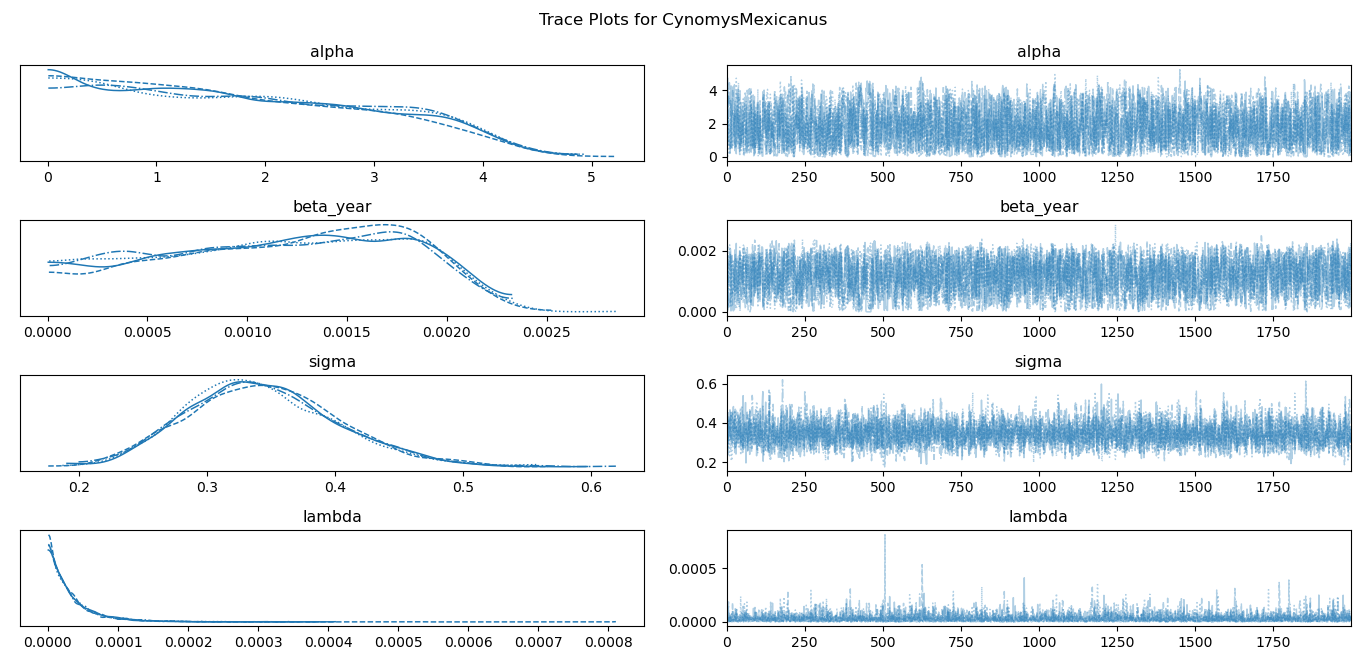 Trace Plots for CynomysMexicanus
alpha
0 1 2 3 4 5
alpha
4
2
0
0 250 500 750 1000 1250 1500 1750
beta_year
0.0000 0.0005 0.0010 0.0015 0.0020 0.0025
beta_year
0.002
0.000
0 250 500 750 1000 1250 1500 1750
sigma
0.2 0.3 0.4 0.5 0.6
sigma
0.6
0.4
0.2
0 250 500 750 1000 1250 1500 1750
lambda
0.0000 0.0001 0.0002 0.0003 0.0004 0.0005 0.0006 0.0007 0.0008
lambda
0.0005
0.0000
0 250 500 750 1000 1250 1500 1750